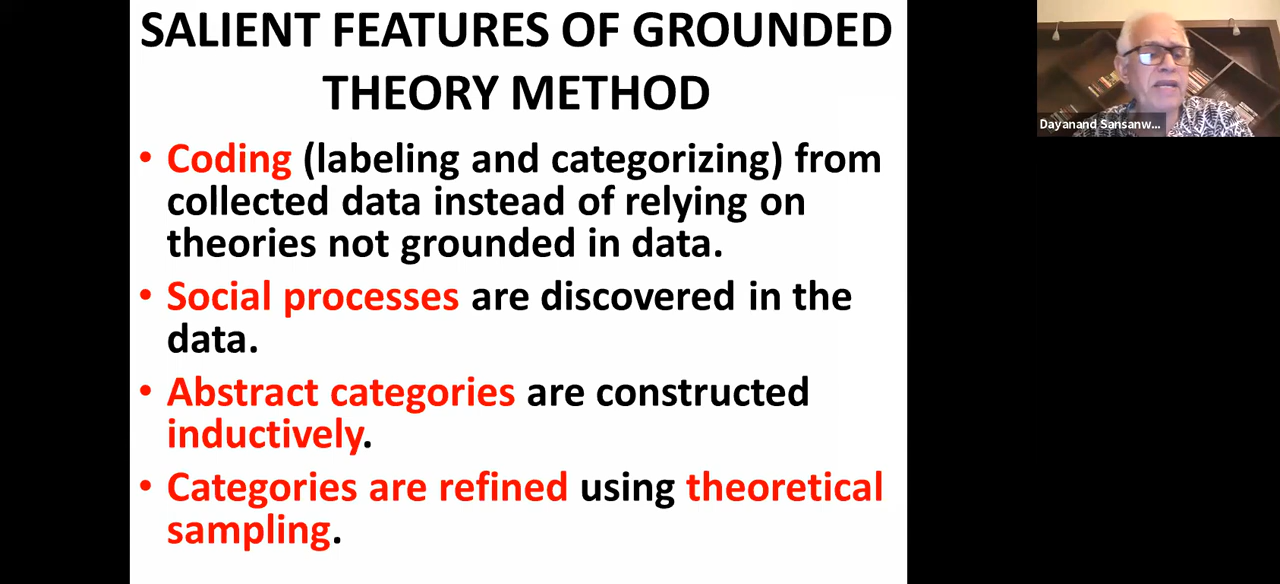 SALIENT FEATURES OF GROUNDED
THEORY METHOD
• Coding (labeling and categorizing) from
collected data instead of relying on
theories not grounded in data.
• Social processes are discovered in the
data.
• Abstract categories are constructed
inductively.
• Categories are refined using theoretical
sampling.
Dayanand Sansanw...